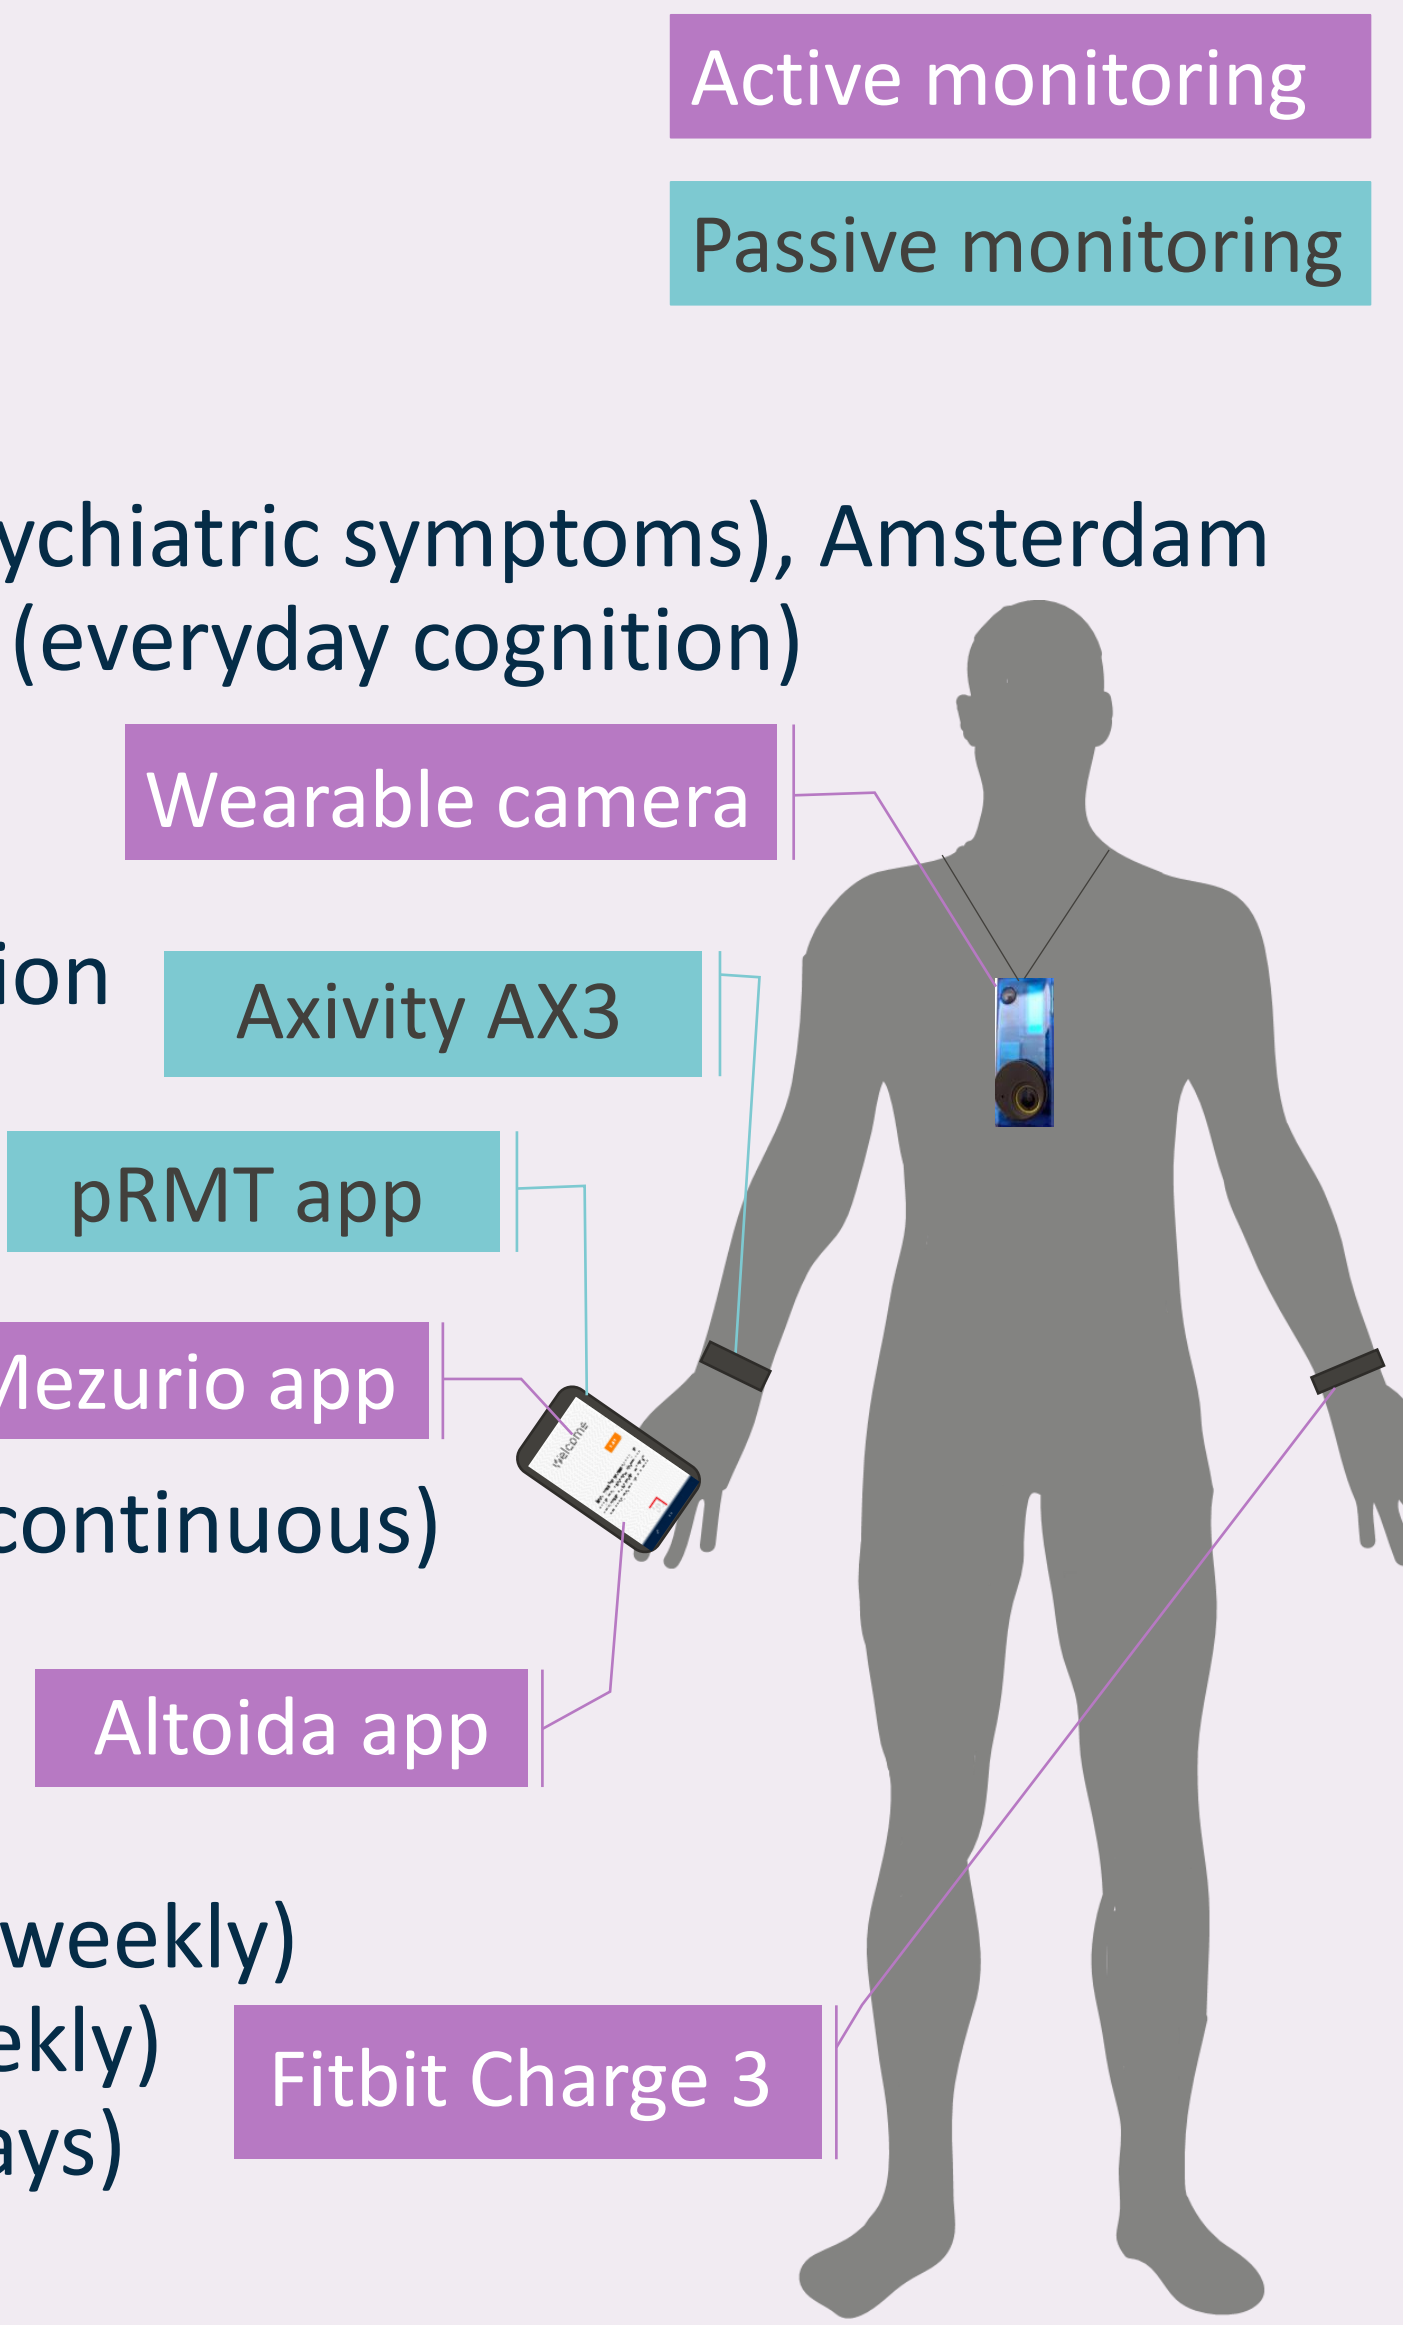 Active monitoring
Passive monitoring
ychiatric symptoms), Amsterdam
(everyday cognition)
Wearable camera
ion
Axivity AX3
pRMT app
Mezurio app
continuous)
Welcome
Altoida app
weekly)
ekly)
Fitbit Charge 3
ays)